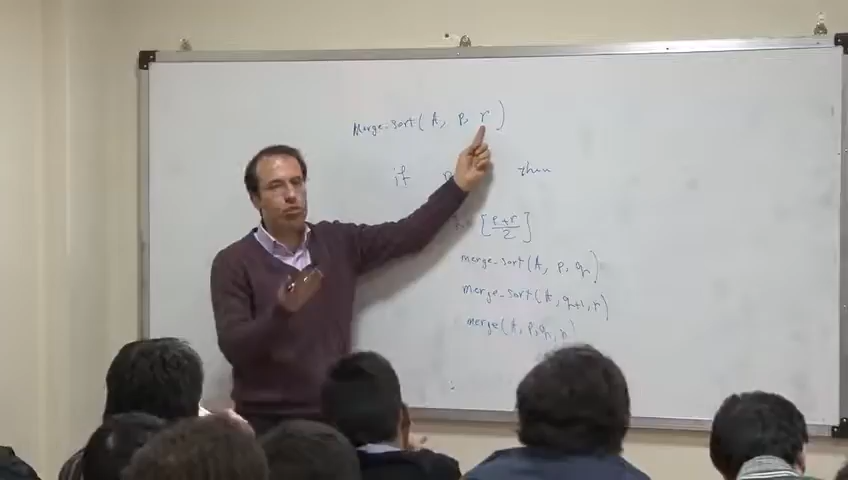 Merge-sort(A, p, r)
if p then
[p+r/2]
merge-sort(A, p, q)
merge-sort(A, q+1, r)
merge(A, p, q, r)